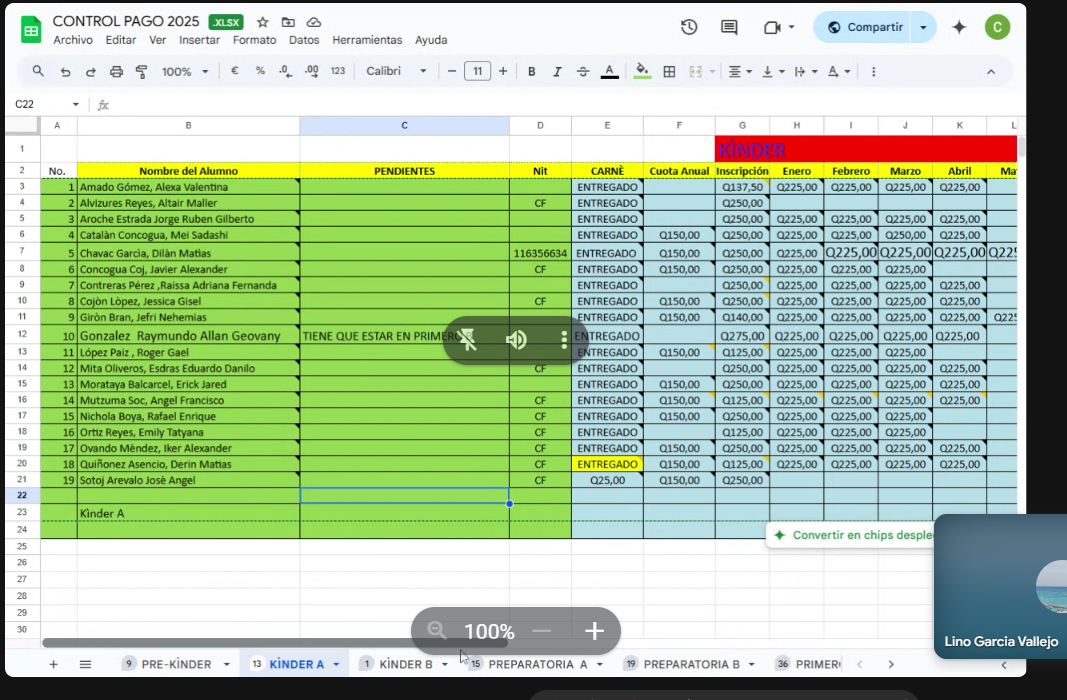 CONTROL PAGO 2025 .XLSX
Archivo Editar Ver Insertar Formato Datos Herramientas Ayuda
Compartir
C
100% € % .0 .00 123 Calibri 11 B I A
C22 fx
A B C D E F G H I J K L
1 KÌNDER
2 No. Nombre del Alumno PENDIENTES Nit CARNÈ Cuota Anual Inscripción Enero Febrero Marzo Abril
3 1 Amado Gómez, Alexa Valentina ENTREGADO Q137,50 Q225,00 Q225,00 Q225,00 Q225,00
4 2 Alvizures Reyes, Altair Maller CF ENTREGADO Q250,00
5 3 Aroche Estrada Jorge Ruben Gilberto ENTREGADO Q250,00 Q225,00 Q225,00 Q225,00 Q225,00
6 4 Catalàn Concogua, Mei Sadashi ENTREGADO Q150,00 Q250,00 Q225,00 Q225,00 Q250,00 Q225,00
7 5 Chavac Garcìa, Dilàn Matìas 116356634 ENTREGADO Q150,00 Q250,00 Q225,00 Q225,00 Q225,00 Q225,00
8 6 Concogua Coj, Javier Alexander CF ENTREGADO Q150,00 Q250,00 Q225,00 Q225,00 Q225,00
9 7 Contreras Pérez ,Raissa Adriana Fernanda ENTREGADO Q250,00 Q225,00 Q225,00 Q225,00 Q225,00
10 8 Cojòn Lòpez, Jessica Gisel CF ENTREGADO Q150,00 Q250,00 Q225,00 Q225,00 Q225,00 Q225,00
11 9 Giròn Bran, Jefri Nehemias ENTREGADO Q150,00 Q140,00 Q225,00 Q225,00 Q225,00 Q225,00
12 10 Gonzalez Raymundo Allan Geovany TIENE QUE ESTAR EN PRIMERO ENTREGADO Q275,00 Q225,00 Q225,00 Q225,00 Q225,00
13 11 López Paiz , Roger Gael ENTREGADO Q150,00 Q125,00 Q225,00 Q225,00 Q225,00
14 12 Mita Oliveros, Esdras Eduardo Danilo CF ENTREGADO Q250,00 Q225,00 Q225,00 Q225,00 Q225,00
15 13 Morataya Balcarcel, Erick Jared ENTREGADO Q150,00 Q250,00 Q225,00 Q225,00 Q225,00 Q225,00
16 14 Mutzuma Soc, Angel Francisco CF ENTREGADO Q150,00 Q125,00 Q225,00 Q225,00 Q225,00 Q225,00
17 15 Nichola Boya, Rafael Enrique CF ENTREGADO Q150,00 Q250,00 Q225,00 Q225,00 Q225,00
18 16 Ortiz Reyes, Emily Tatyana CF ENTREGADO Q125,00 Q225,00 Q225,00 Q225,00
19 17 Ovando Mèndez, Iker Alexander CF ENTREGADO Q150,00 Q250,00 Q225,00 Q225,00 Q225,00 Q225,00
20 18 Quiñonez Asencio, Derin Matias CF ENTREGADO Q150,00 Q125,00 Q225,00 Q225,00 Q225,00 Q225,00
21 19 Sotoj Arevalo Josè Angel CF Q25,00 Q150,00 Q250,00
22
23 Kìnder A
24
25
26
27
28
29
30
Convertir en chips
Lino Garcia Vallejo
100%
9 PRE-KÌNDER 13 KÌNDER A 1 KÌNDER B 15 PREPARATORIA A 19 PREPARATORIA B 36